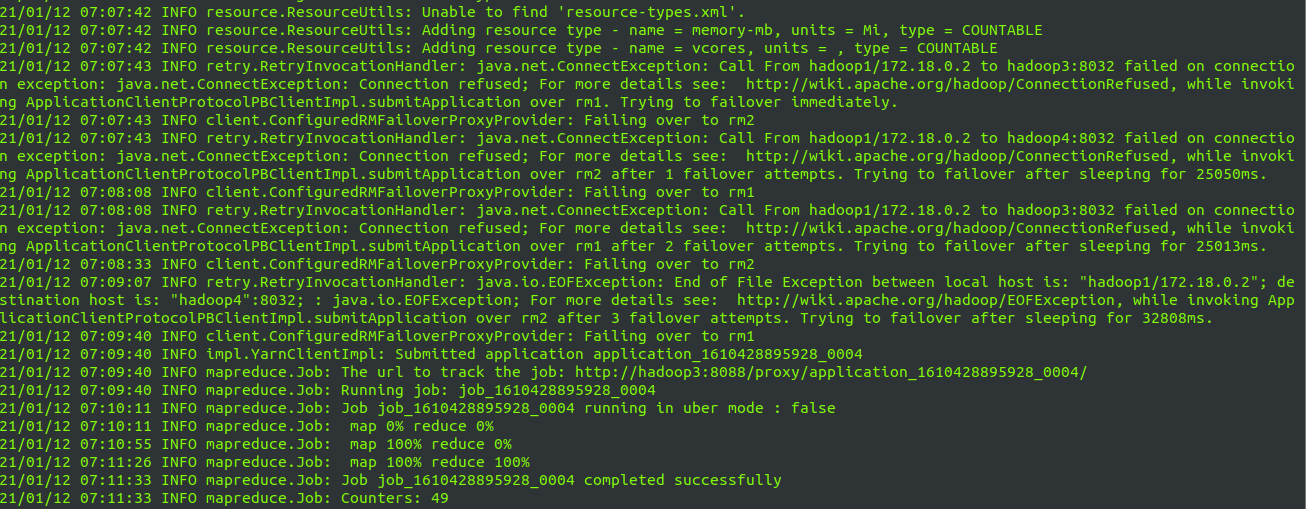 21/01/12 07:07:42 INFO resource.ResourceUtils: Unable to find 'resource-types.xml'.
21/01/12 07:07:42 INFO resource.ResourceUtils: Adding resource type - name = memory-mb, units = Mi, type = COUNTABLE
21/01/12 07:07:42 INFO resource.ResourceUtils: Adding resource type - name = vcores, units = , type = COUNTABLE
21/01/12 07:07:43 INFO retry.RetryInvocationHandler: java.net.ConnectException: Call From hadoop1/172.18.0.2 to hadoop3:8032 failed on connectio
n exception: java.net.ConnectException: Connection refused; For more details see:  http://wiki.apache.org/hadoop/ConnectionRefused, while invoki
ng ApplicationClientProtocolPBClientImpl.submitApplication over rm1. Trying to failover immediately.
21/01/12 07:07:43 INFO client.ConfiguredRMFailoverProxyProvider: Failing over to rm2
21/01/12 07:07:43 INFO retry.RetryInvocationHandler: java.net.ConnectException: Call From hadoop1/172.18.0.2 to hadoop4:8032 failed on connectio
n exception: java.net.ConnectException: Connection refused; For more details see:  http://wiki.apache.org/hadoop/ConnectionRefused, while invoki
ng ApplicationClientProtocolPBClientImpl.submitApplication over rm2 after 1 failover attempts. Trying to failover after sleeping for 25050ms.
21/01/12 07:08:08 INFO client.ConfiguredRMFailoverProxyProvider: Failing over to rm1
21/01/12 07:08:08 INFO retry.RetryInvocationHandler: java.net.ConnectException: Call From hadoop1/172.18.0.2 to hadoop3:8032 failed on connectio
n exception: java.net.ConnectException: Connection refused; For more details see:  http://wiki.apache.org/hadoop/ConnectionRefused, while invoki
ng ApplicationClientProtocolPBClientImpl.submitApplication over rm1 after 2 failover attempts. Trying to failover after sleeping for 25013ms.
21/01/12 07:08:33 INFO client.ConfiguredRMFailoverProxyProvider: Failing over to rm2
21/01/12 07:09:07 INFO retry.RetryInvocationHandler: java.io.EOFException: End of File Exception between local host is: "hadoop1/172.18.0.2"; de
stination host is: "hadoop4":8032; : java.io.EOFException; For more details see:  http://wiki.apache.org/hadoop/EOFException, while invoking App
licationClientProtocolPBClientImpl.submitApplication over rm2 after 3 failover attempts. Trying to failover after sleeping for 32808ms.
21/01/12 07:09:40 INFO client.ConfiguredRMFailoverProxyProvider: Failing over to rm1
21/01/12 07:09:40 INFO impl.YarnClientImpl: Submitted application application_1610428895928_0004
21/01/12 07:09:40 INFO mapreduce.Job: The url to track the job: http://hadoop3:8088/proxy/application_1610428895928_0004/
21/01/12 07:09:40 INFO mapreduce.Job: Running job: job_1610428895928_0004
21/01/12 07:10:11 INFO mapreduce.Job: Job job_1610428895928_0004 running in uber mode : false
21/01/12 07:10:11 INFO mapreduce.Job:  map 0% reduce 0%
21/01/12 07:10:55 INFO mapreduce.Job:  map 100% reduce 0%
21/01/12 07:11:26 INFO mapreduce.Job:  map 100% reduce 100%
21/01/12 07:11:33 INFO mapreduce.Job: Job job_1610428895928_0004 completed successfully
21/01/12 07:11:33 INFO mapreduce.Job: Counters: 49